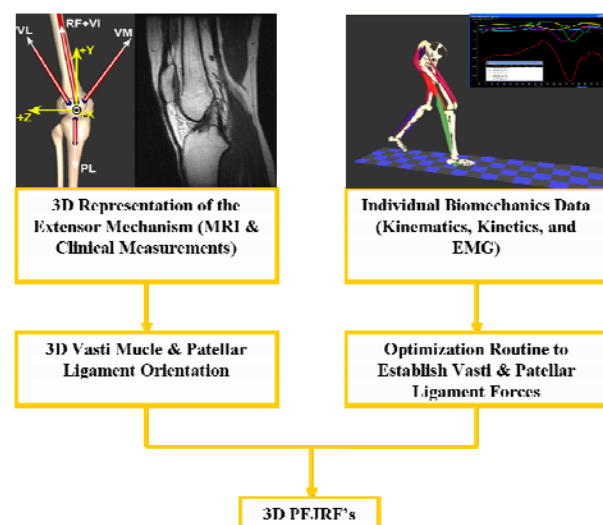 VL
RF+VI
VM
+Y
+Z
X
PL
3D Representation of the
Extensor Mechanism (MRI &
Clinical Measurements)
Individual Biomechanics Data
(Kinematics, Kinetics, and
EMG)
3D Vasti Mucle & Patellar
Ligament Orientation
Optimization Routine to
Establish Vasti & Patellar
Ligament Forces
3D PFJRF's